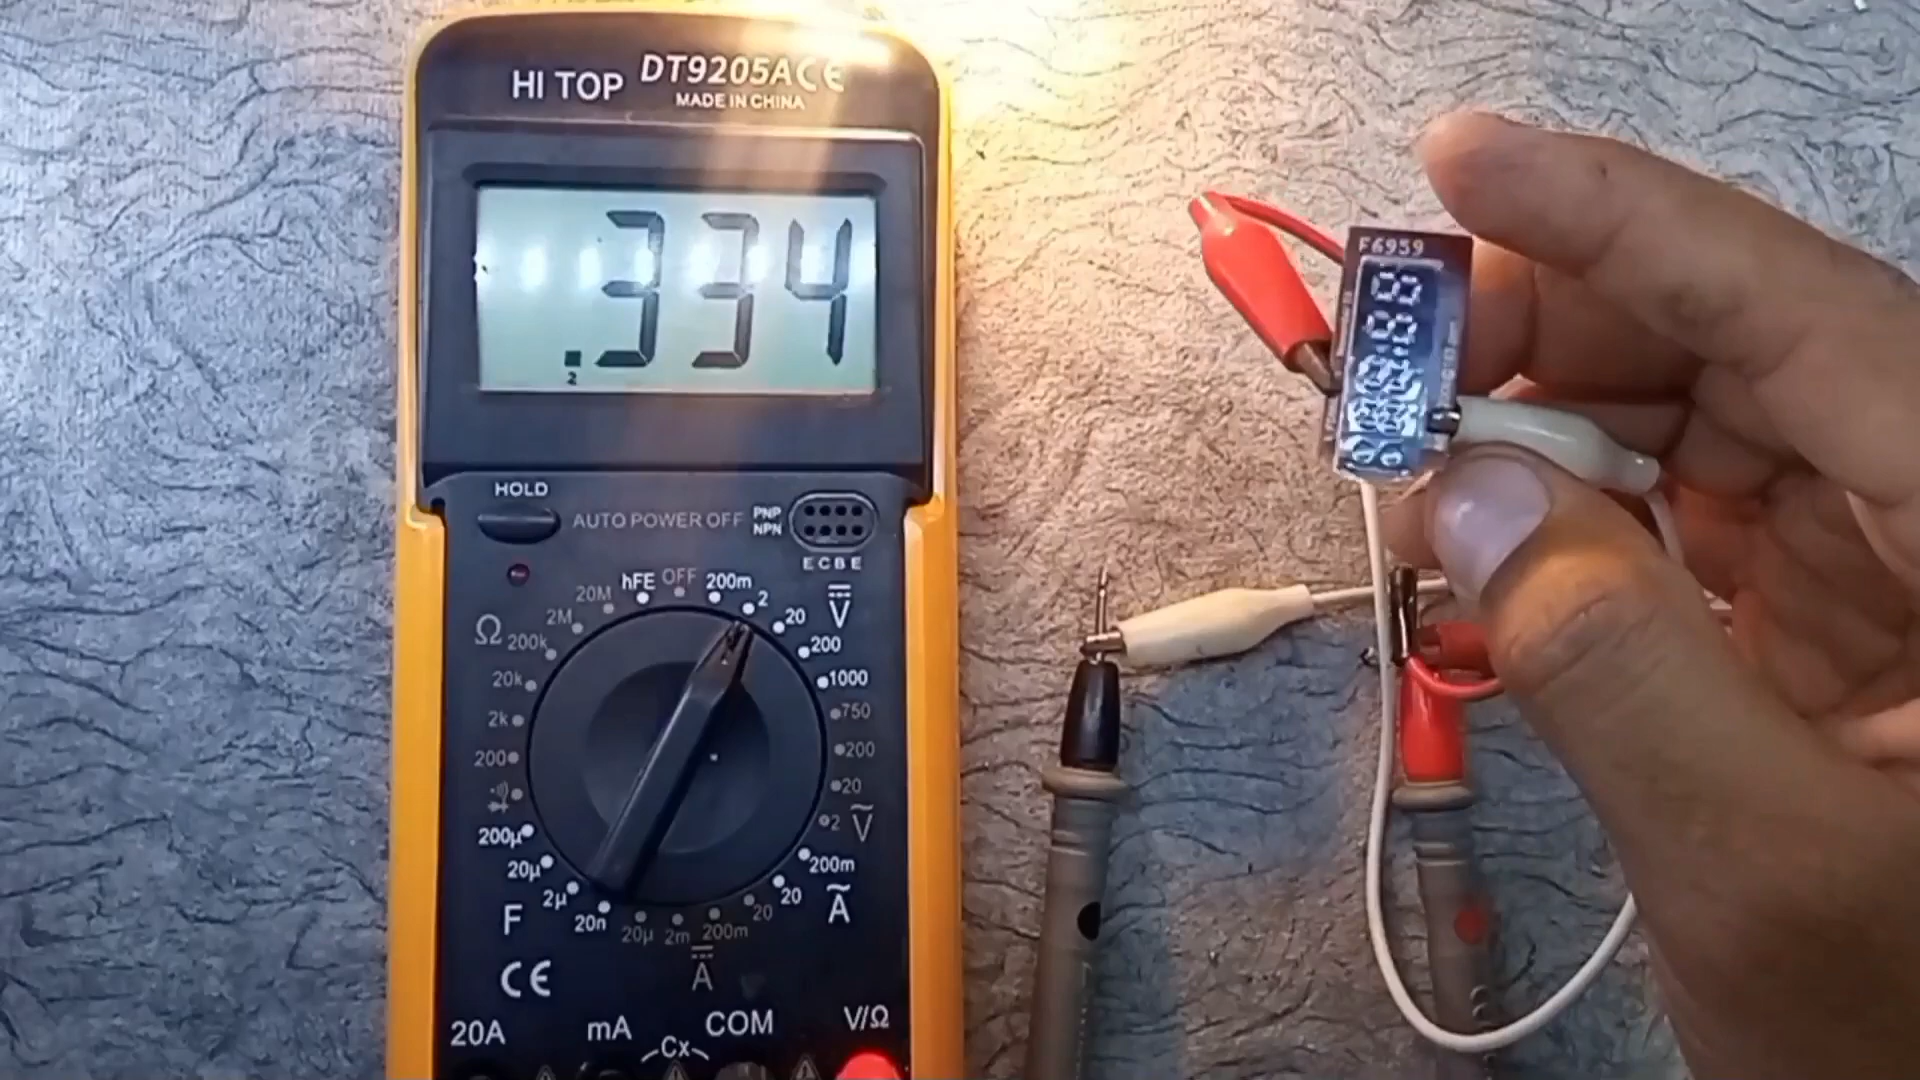 HI TOP DT9205A CE
MADE IN CHINA
.334
2
F6959
HOLD
AUTO POWER OFF
PNP
NPN
E C B E
hFE OFF 200m
20M 2
2M 20 V
Ω 200k 200
20k 1000
2k 750
200 200
20
200µ 2 V
20µ 200m
2µ 20 A
F 20n 20µ 2m 200m 20
CE A
20A mA COM V/Ω
Cx